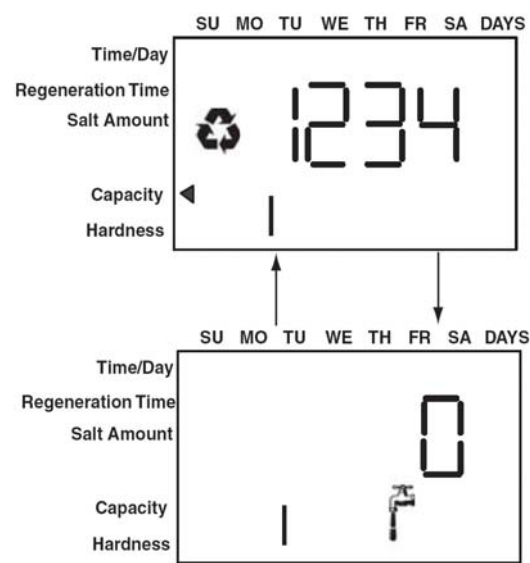 SU MO TU WE TH FR SA DAYS
Time/Day
Regeneration Time
Salt Amount
1234
Capacity
Hardness
1
SU MO TU WE TH FR SA DAYS
Time/Day
Regeneration Time
Salt Amount
0
Capacity
Hardness
1